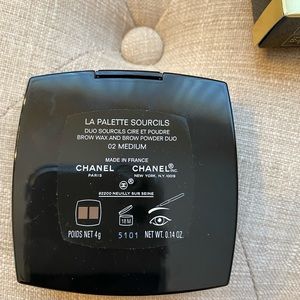 LA PALETTE SOURCILS
DUO SOURCILS CIRE ET POUDRE
BROW WAX AND BROW POWDER DUO
02 MEDIUM
MADE IN FRANCE
CHANEL CHANEL INC.
PARIS NEW YORK, N.Y. 10019
92200 NEUILLY SUR SEINE
18 M
POIDS NET 4g 5101 NET WT. 0.14 OZ.